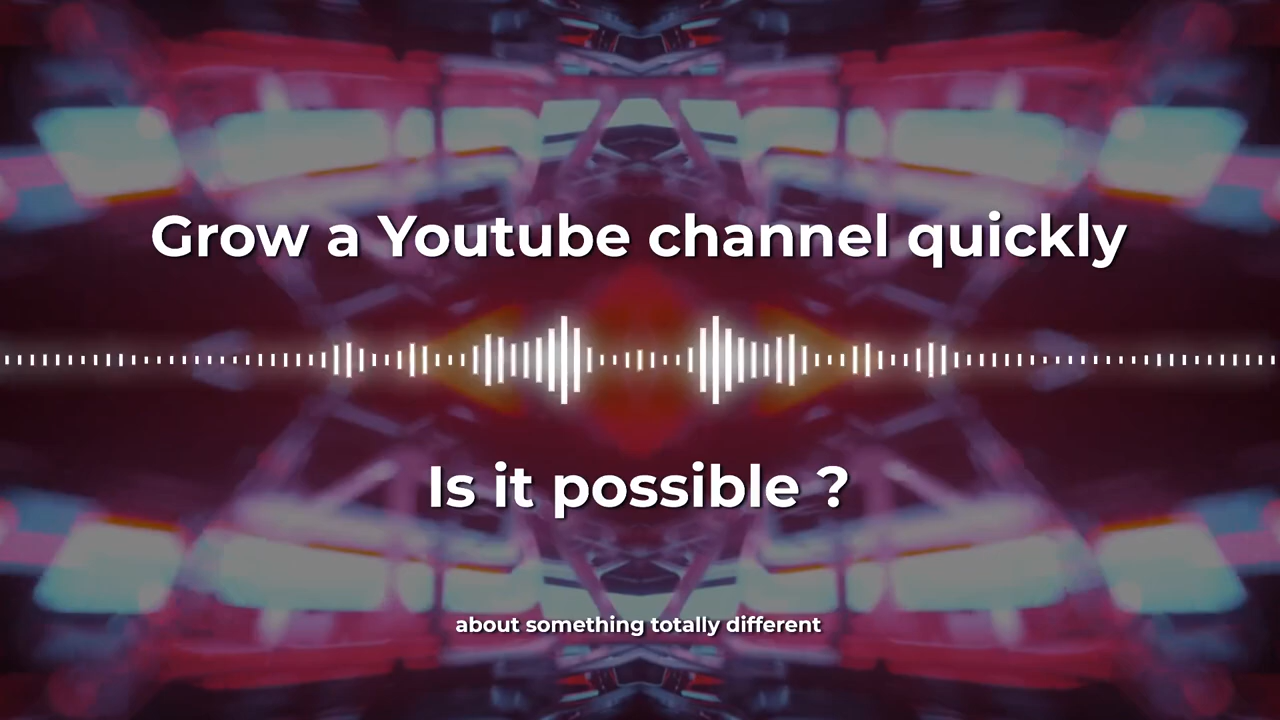 Grow a Youtube channel quickly
Is it possible ?
about something totally different